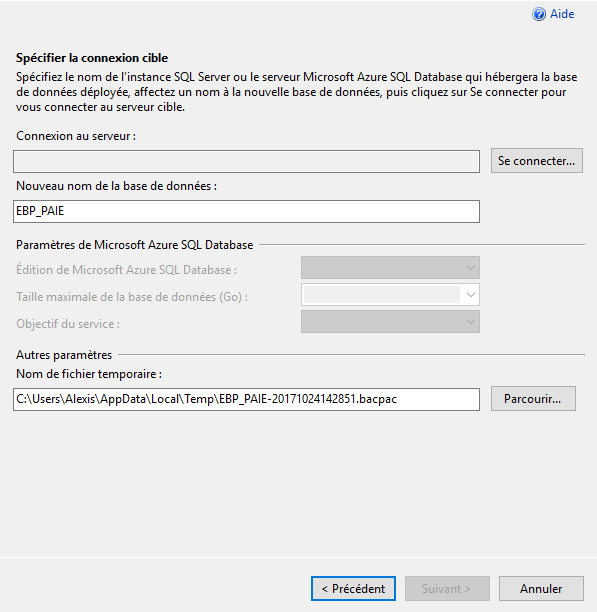 Aide
Spécifier la connexion cible
Spécifiez le nom de l'instance SQL Server ou le serveur Microsoft Azure SQL Database qui hébergera la base
de données déployée, affectez un nom à la nouvelle base de données, puis cliquez sur Se connecter pour
vous connecter au serveur cible.
Connexion au serveur :
Se connecter...
Nouveau nom de la base de données :
EBP_PAIE
Paramètres de Microsoft Azure SQL Database
Édition de Microsoft Azure SQL Database :
Taille maximale de la base de données (Go) :
Objectif du service :
Autres paramètres
Nom de fichier temporaire :
C:\Users\Alexis\AppData\Local\Temp\EBP_PAIE-20171024142851.bacpac
Parcourir...
< Précédent
Suivant >
Annuler